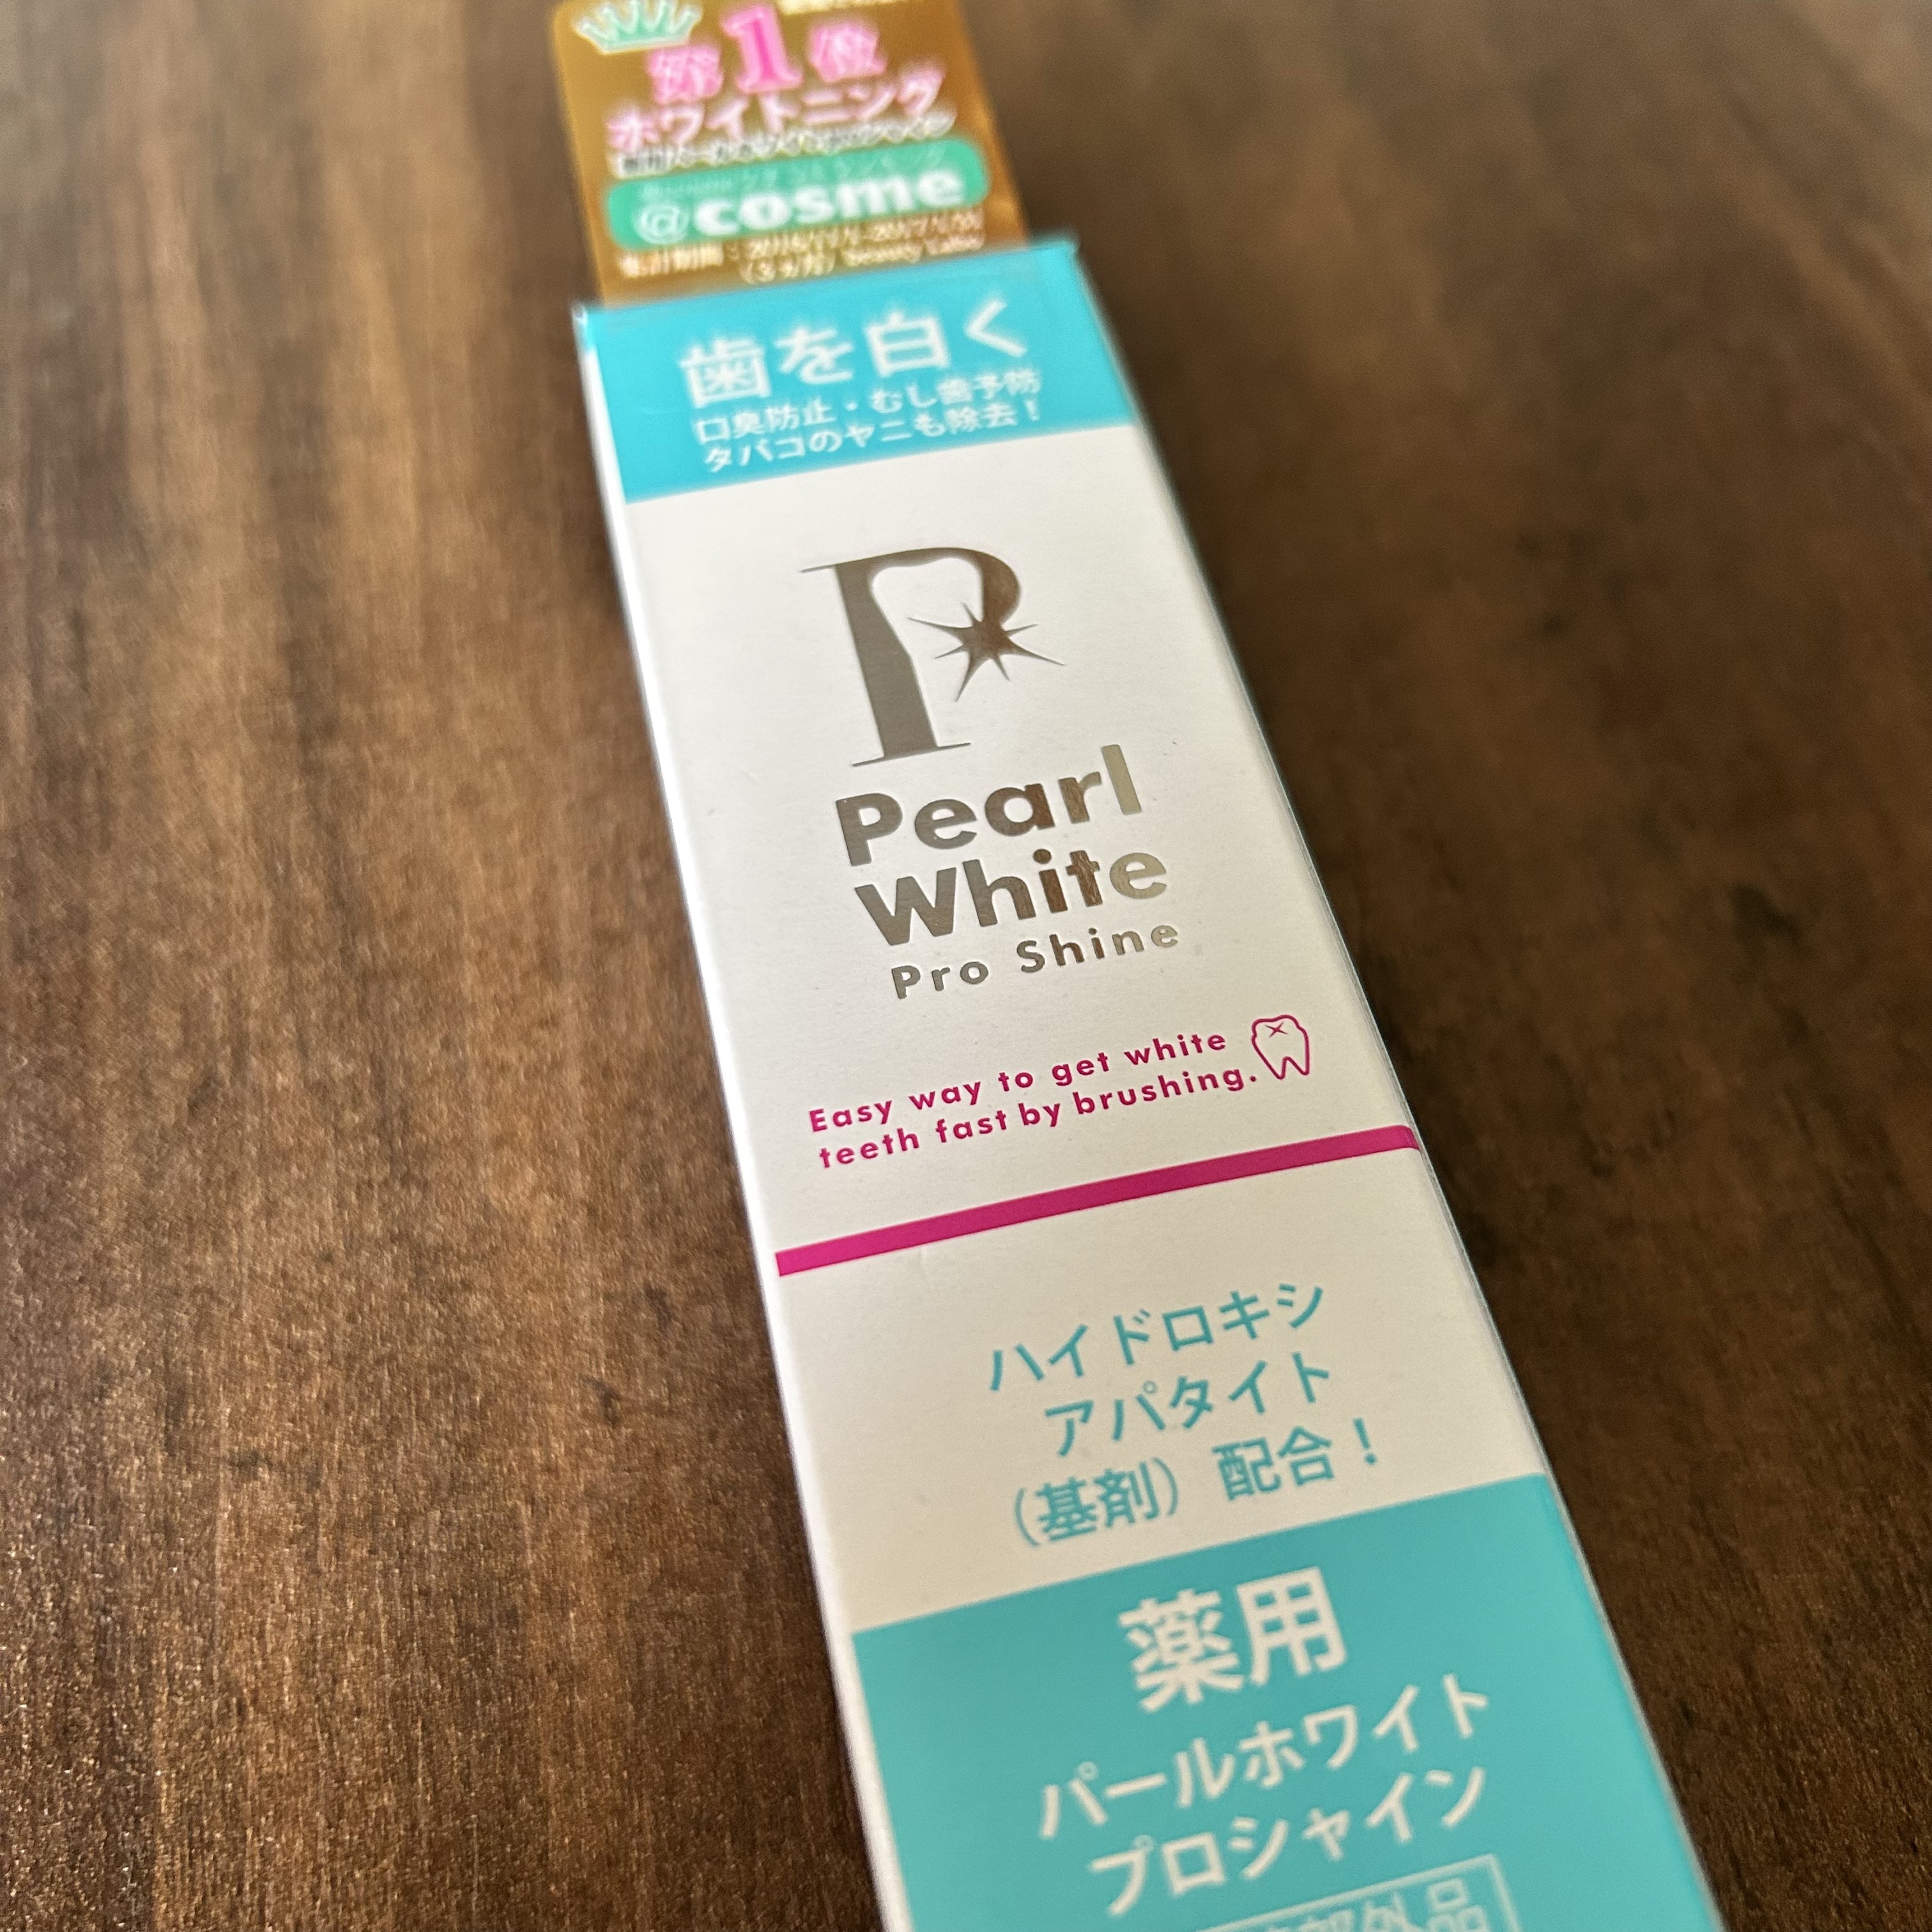 第1位
ホワイトニング
@cosme
歯を白く
口臭防止・むし歯予防
タバコのヤニも除去！
P
Pearl
White
Pro Shine
Easy way to get white
teeth fast by brushing.
ハイドロキシ
アパタイト
（基剤）配合！
薬用
パールホワイト
プロシャイン
部外品